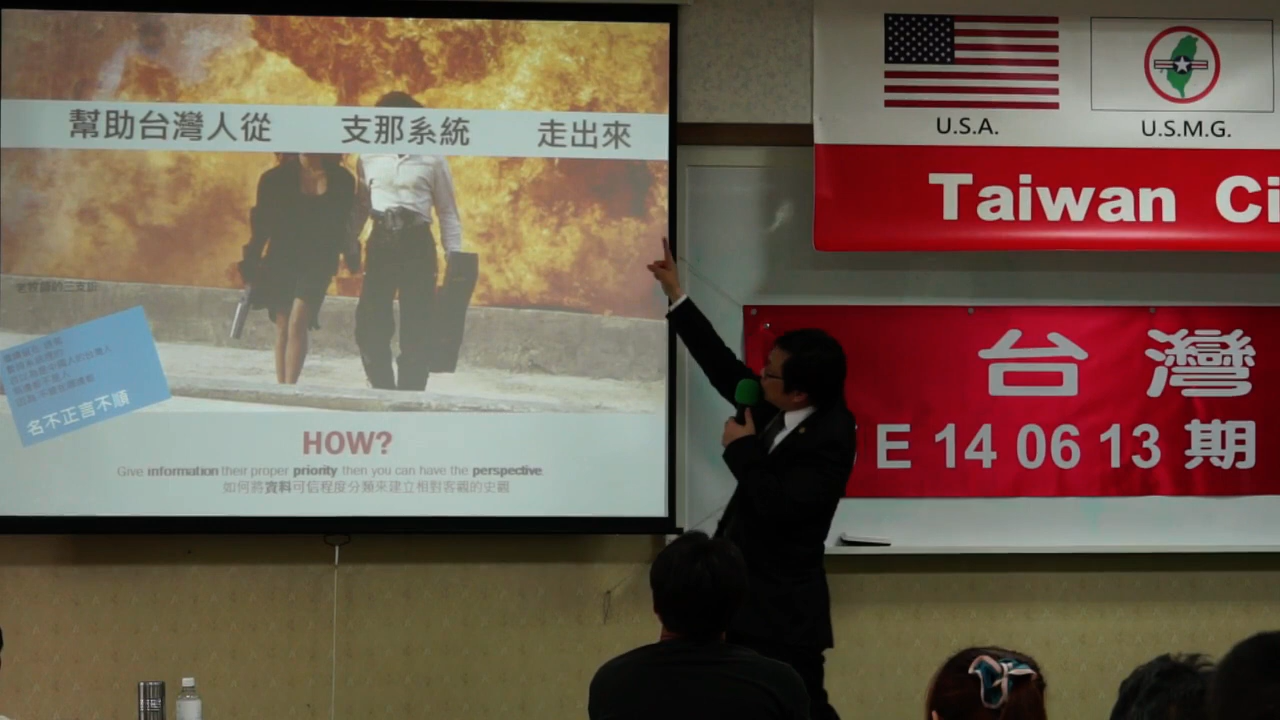 幫助台灣人從 支那系統 走出來
名不正言不順
HOW?
Give information their proper priority then you can have the perspective.
如何將資料可信程度分類來建立相對客觀的史觀
U.S.A.
U.S.M.G.
Taiwan Ci
台灣
E 14 06 13 期